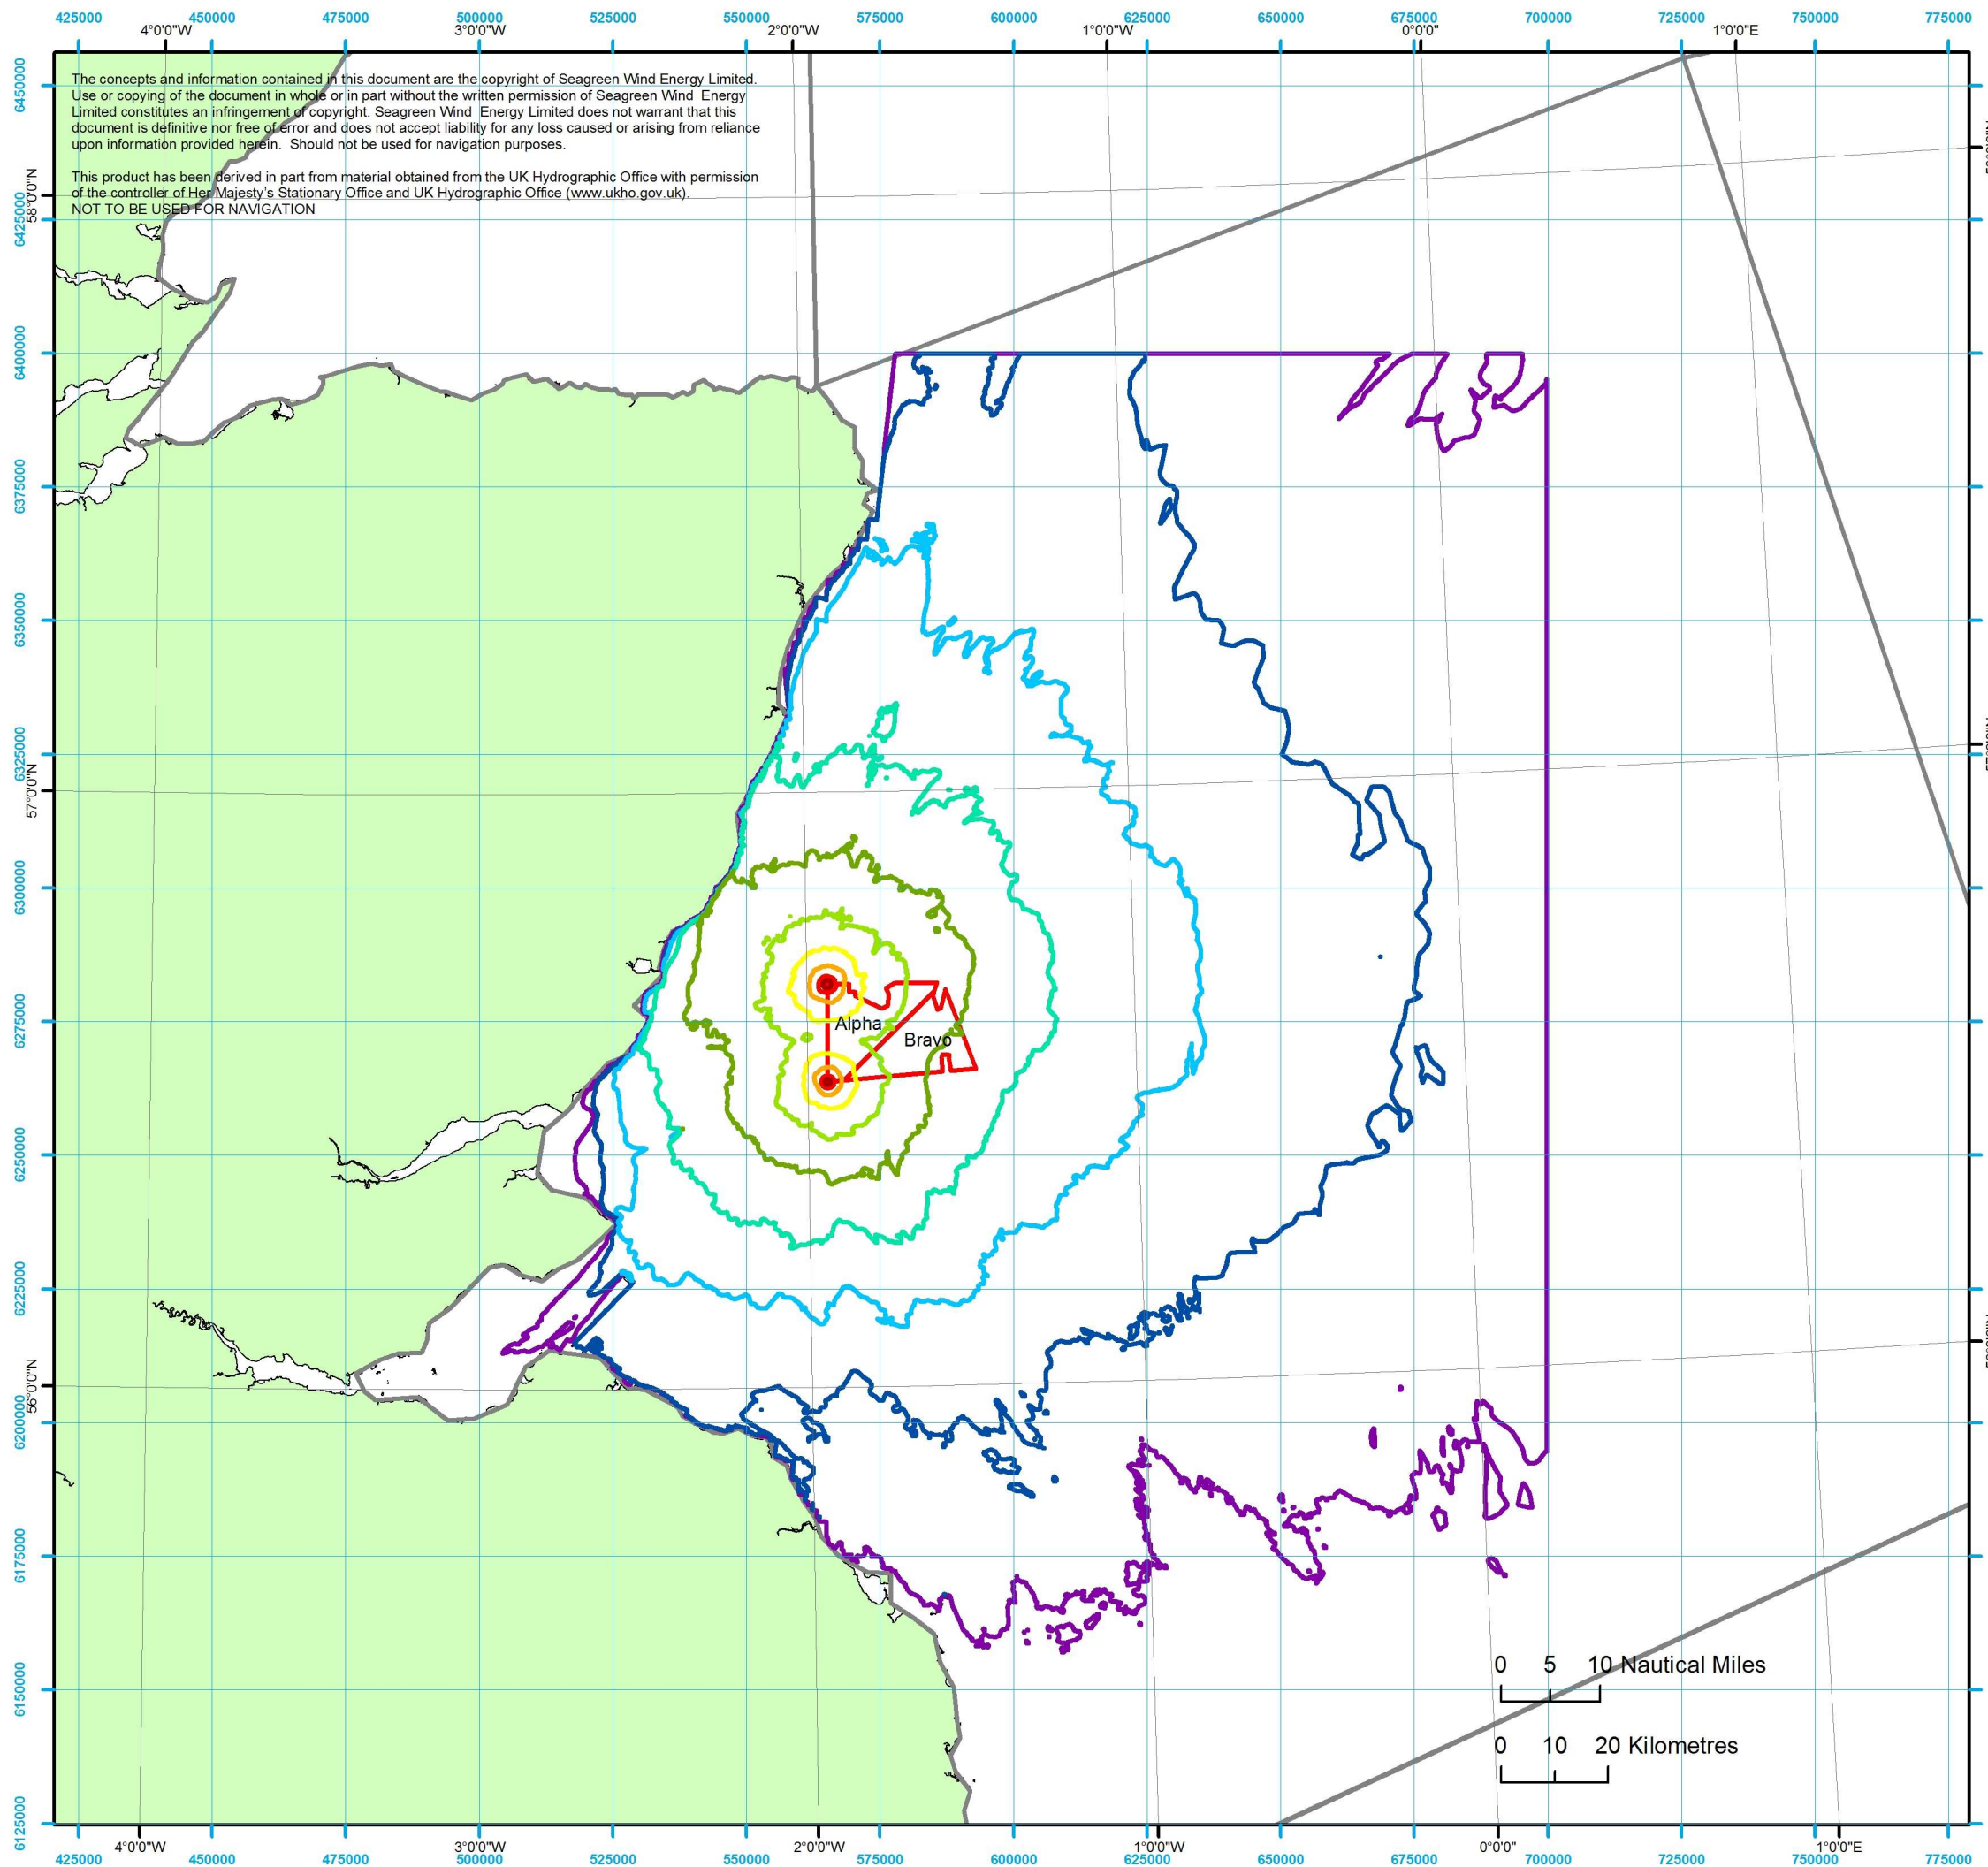 425000 450000 475000 500000 525000 550000 575000 600000 625000 650000 675000 700000 725000 750000 775000
4°0'0"W 3°0'0"W 2°0'0"W 1°0'0"W 0°0'0" 1°0'0"E
The concepts and information contained in this document are the copyright of Seagreen Wind Energy Limited.
Use or copying of the document in whole or in part without the written permission of Seagreen Wind Energy
Limited constitutes an infringement of copyright. Seagreen Wind Energy Limited does not warrant that this
document is definitive nor free of error and does not accept liability for any loss caused or arising from reliance
upon information provided herein. Should not be used for navigation purposes.
This product has been derived in part from material obtained from the UK Hydrographic Office with permission
of the controller of Her Majesty's Stationary Office and UK Hydrographic Office (www.ukho.gov.uk).
NOT TO BE USED FOR NAVIGATION
6450000
58°0'0"N
6425000
6400000
6375000
6350000
6325000
57°0'0"N
6300000
6275000
6250000
6225000
56°0'0"N
6200000
6175000
6150000
6125000
Alpha
Bravo
0 5 10 Nautical Miles
0 10 20 Kilometres
4°0'0"W 3°0'0"W 2°0'0"W 1°0'0"W 0°0'0" 1°0'0"E
425000 450000 475000 500000 525000 550000 575000 600000 625000 650000 675000 700000 725000 750000 775000